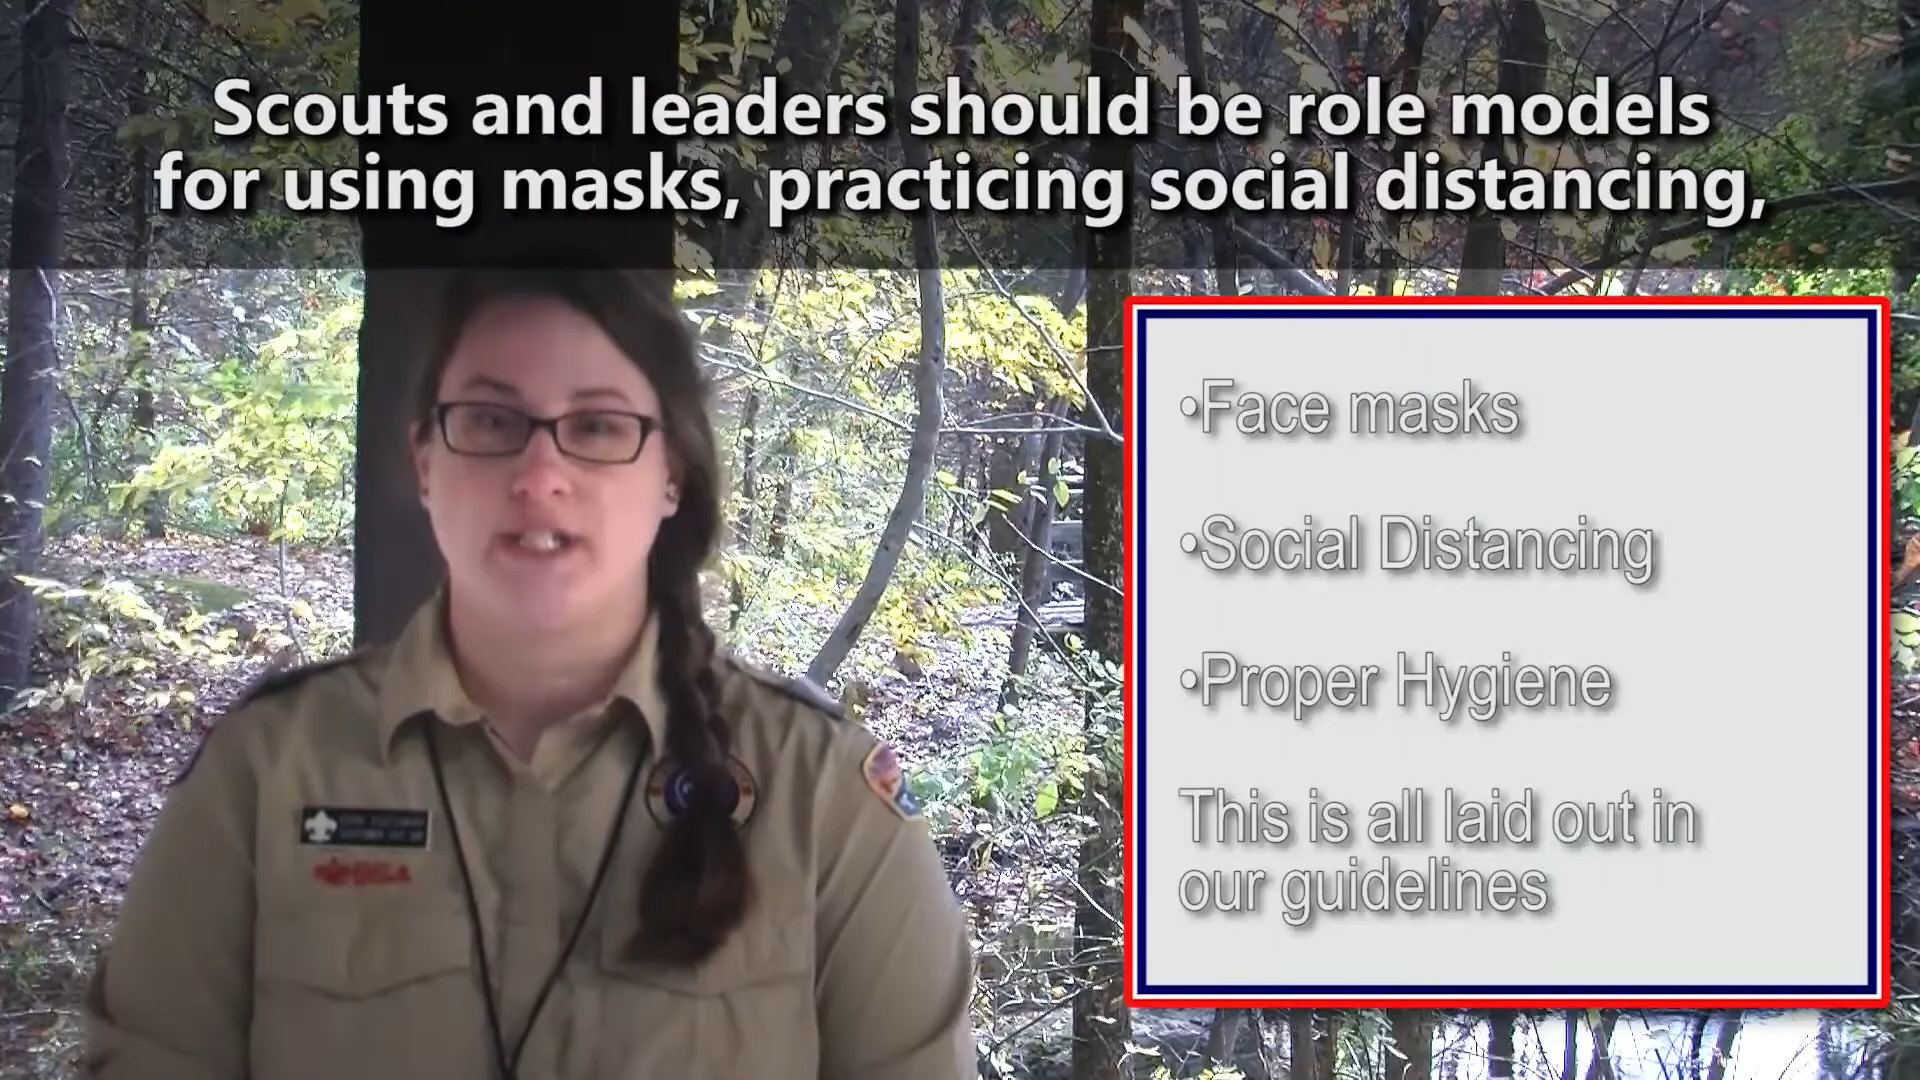 Scouts and leaders should be role models
for using masks, practicing social distancing,
•Face masks
•Social Distancing
•Proper Hygiene
This is all laid out in
our guidelines
BSA